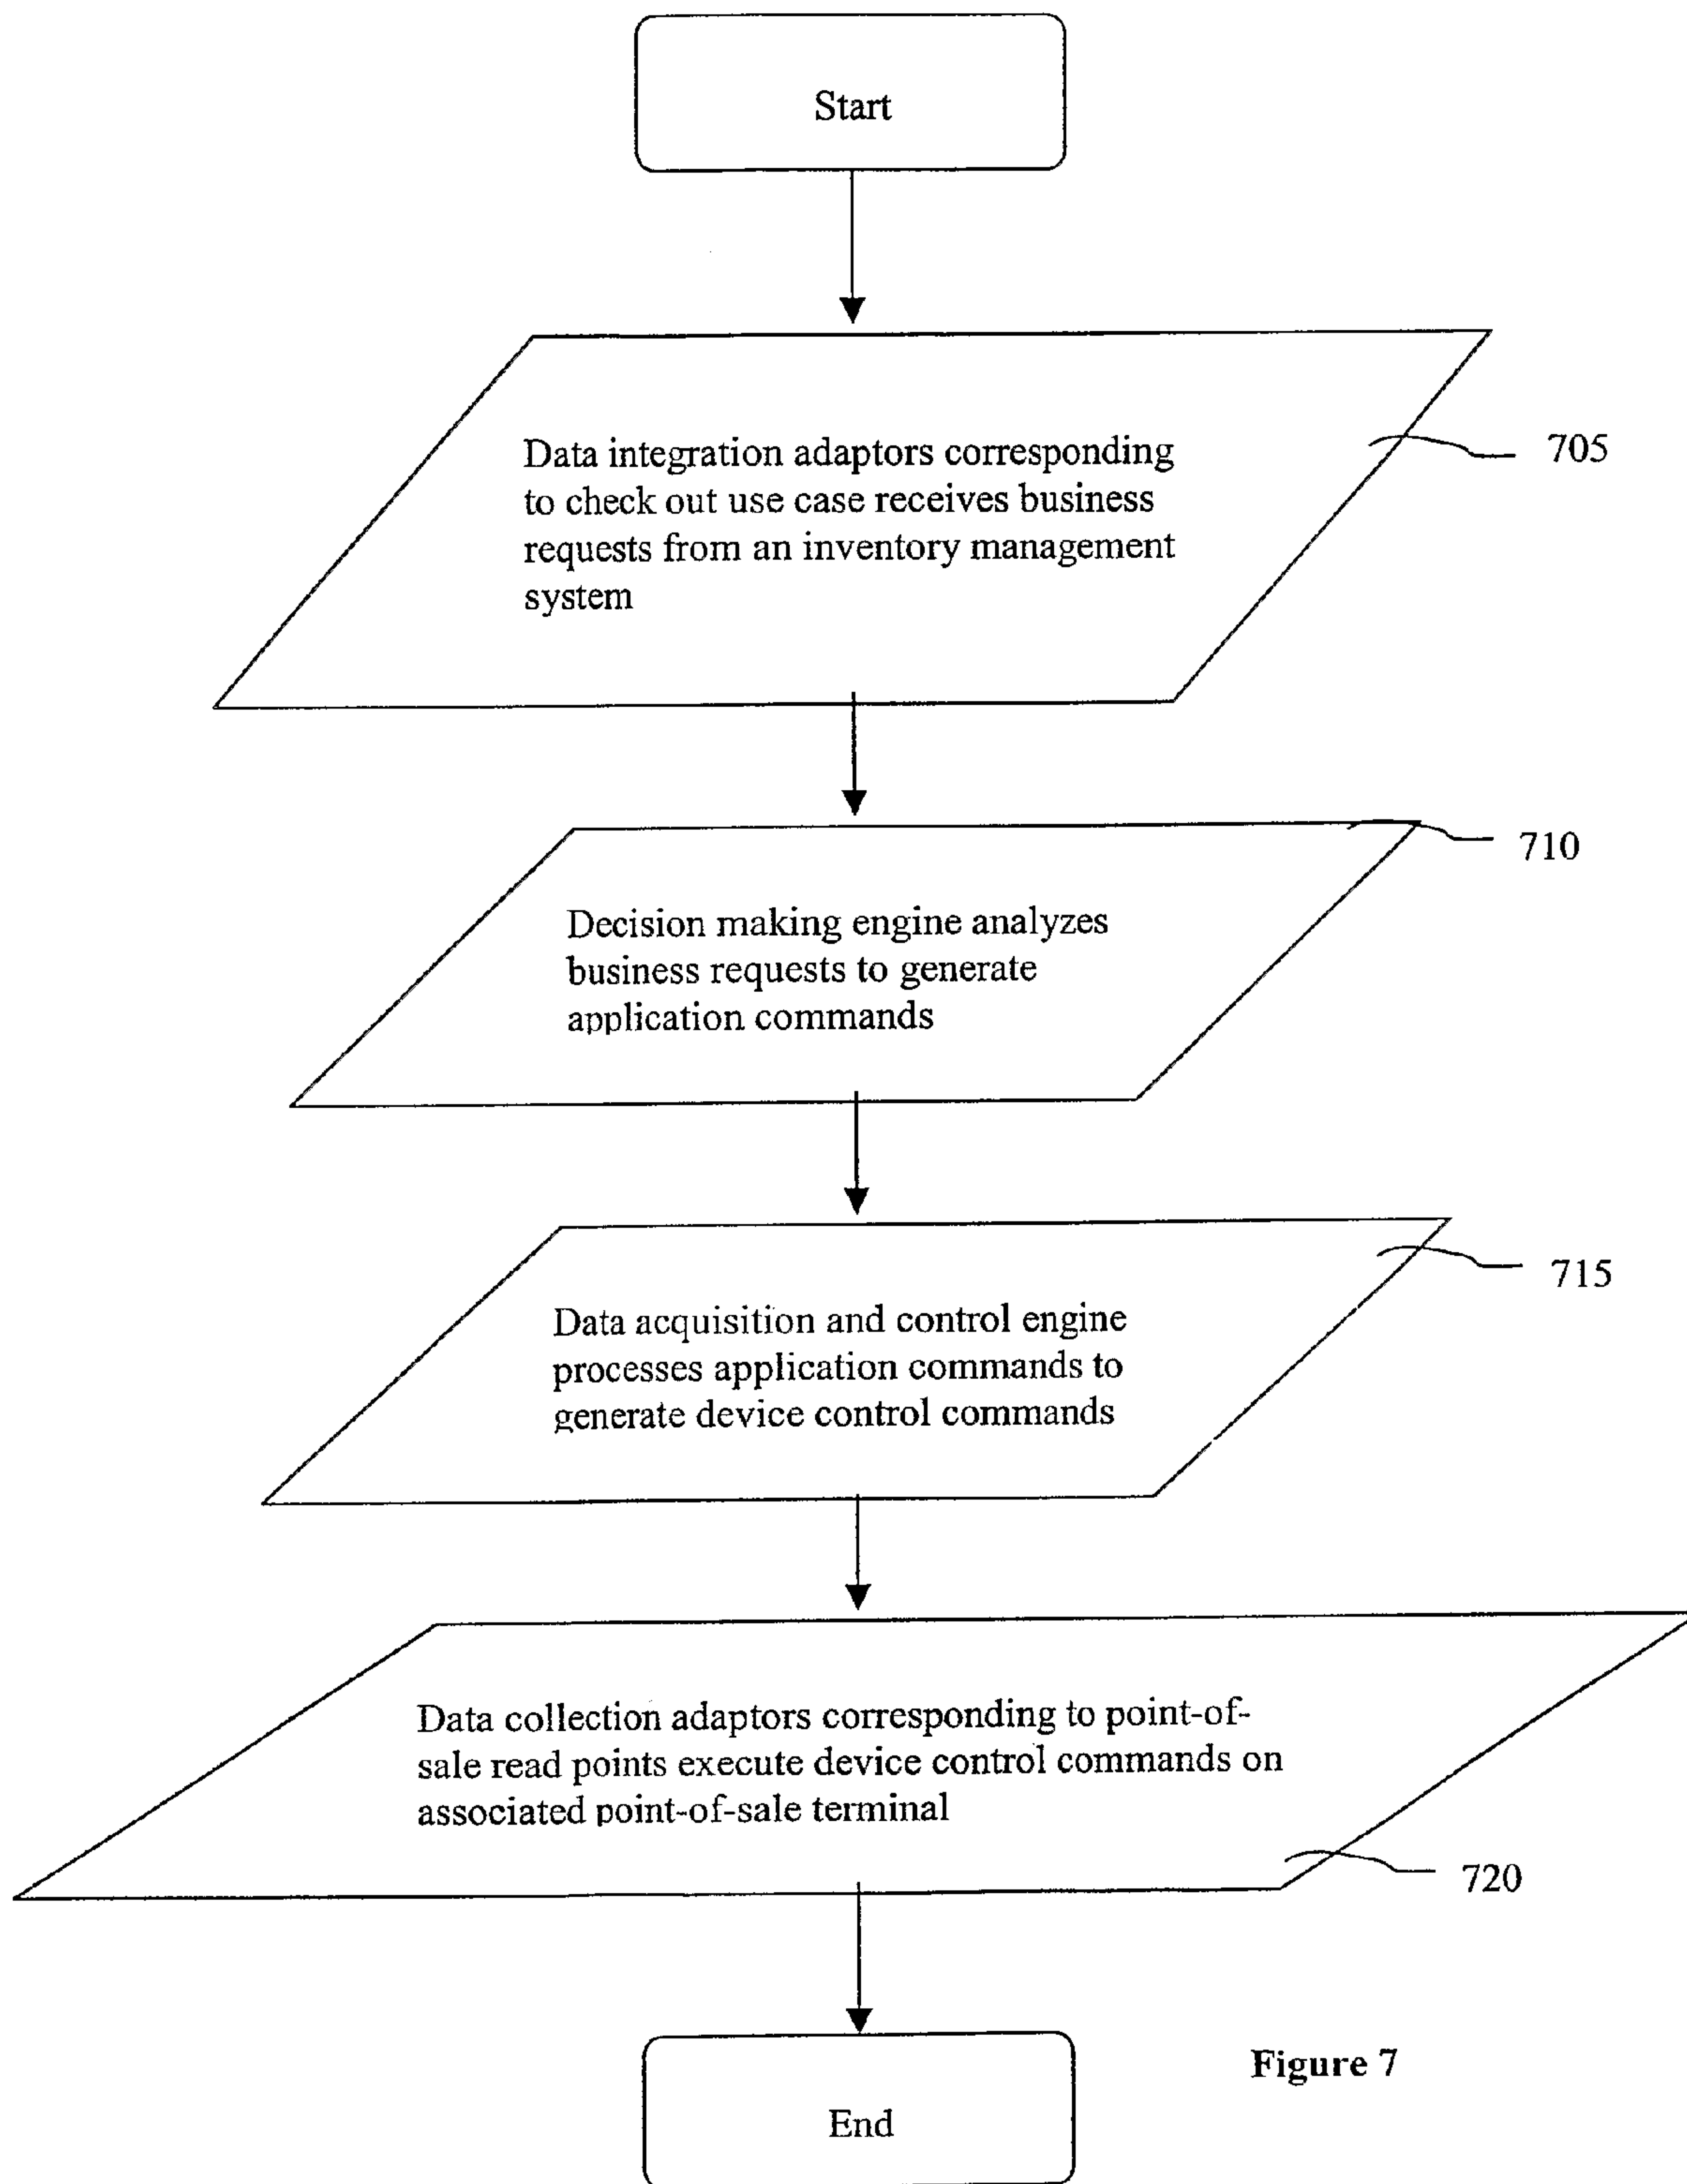 Start
Data integration adaptors corresponding
to check out use case receives business
requests from an inventory management
system
705
710
Decision making engine analyzes
business requests to generate
application commands
715
Data acquisition and control engine
processes application commands to
generate device control commands
Data collection adaptors corresponding to point-of-
sale read points execute device control commands on
associated point-of-sale terminal
720
Figure 7
End